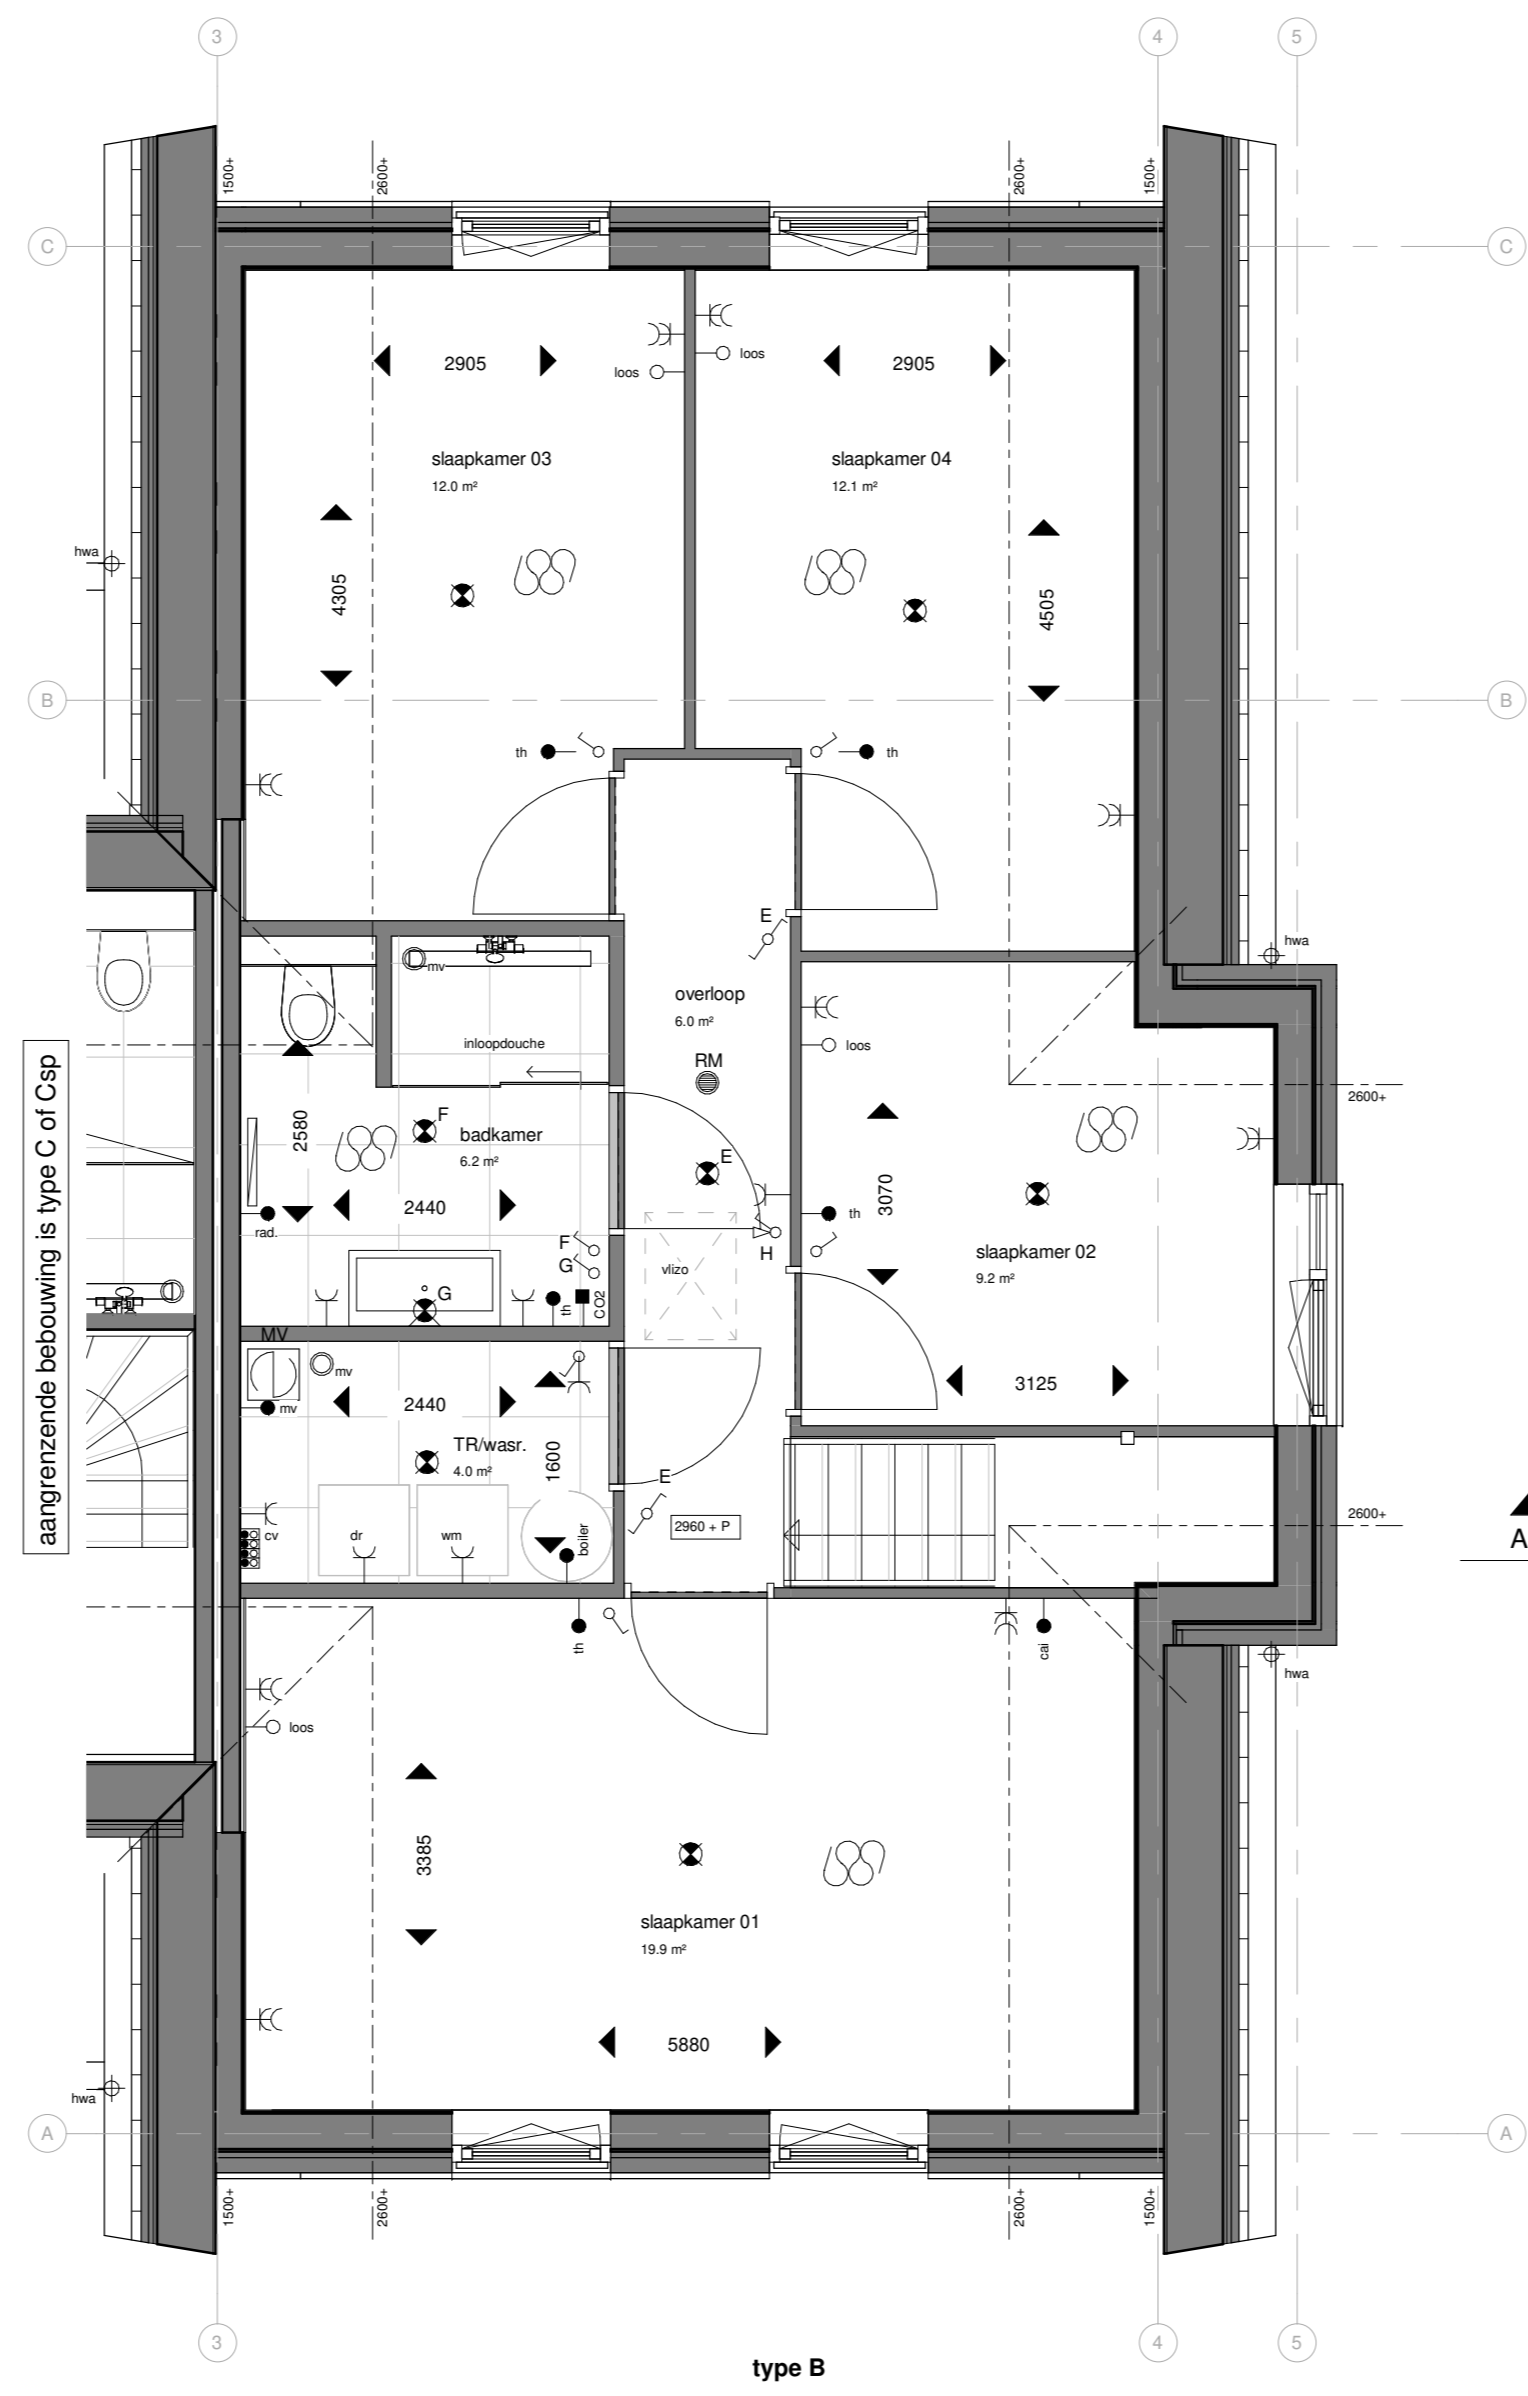 3
4
5
1500+
2600+
2600+
1500+
C
C
2905
2905
loos
loos
slaapkamer 03
12.0 m²
slaapkamer 04
12.1 m²
hwa
4305
4505
B
B
th
th
E
hwa
overloop
6.0 m²
mv
inloopdouche
loos
RM
2600+
aangrenzende bebouwing is type C of Csp
2580
F
badkamer
6.2 m²
E
3070
2440
th
rad.
F
G
H
slaapkamer 02
9.2 m²
vlizo
G
th
CO2
MV
mv
mv
2440
3125
TR/wasr.
4.0 m²
1600
E
2600+
2960 + P
cv
dr
wm
boiler
A
th
cai
hwa
loos
3385
slaapkamer 01
19.9 m²
5880
hwa
A
A
1500+
2600+
2600+
1500+
3
4
5
type B